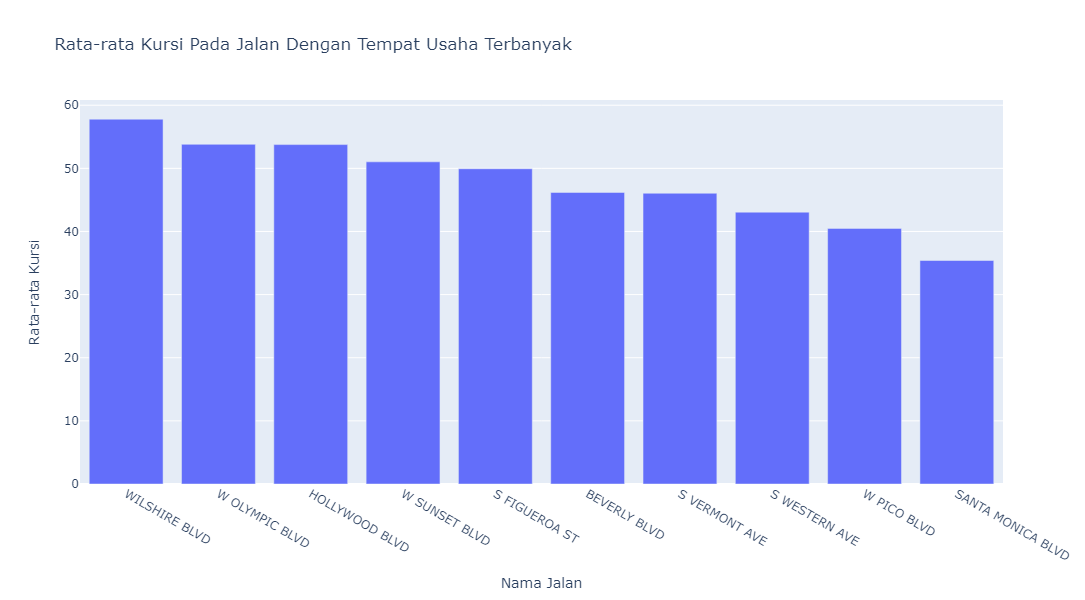 Rata-rata Kursi Pada Jalan Dengan Tempat Usaha Terbanyak
Rata-rata Kursi
60
50
40
30
20
10
0
WILSHIRE BLVD
W OLYMPIC BLVD
HOLLYWOOD BLVD
W SUNSET BLVD
S FIGUEROA ST
BEVERLY BLVD
S VERMONT AVE
S WESTERN AVE
W PICO BLVD
SANTA MONICA BLVD
Nama Jalan